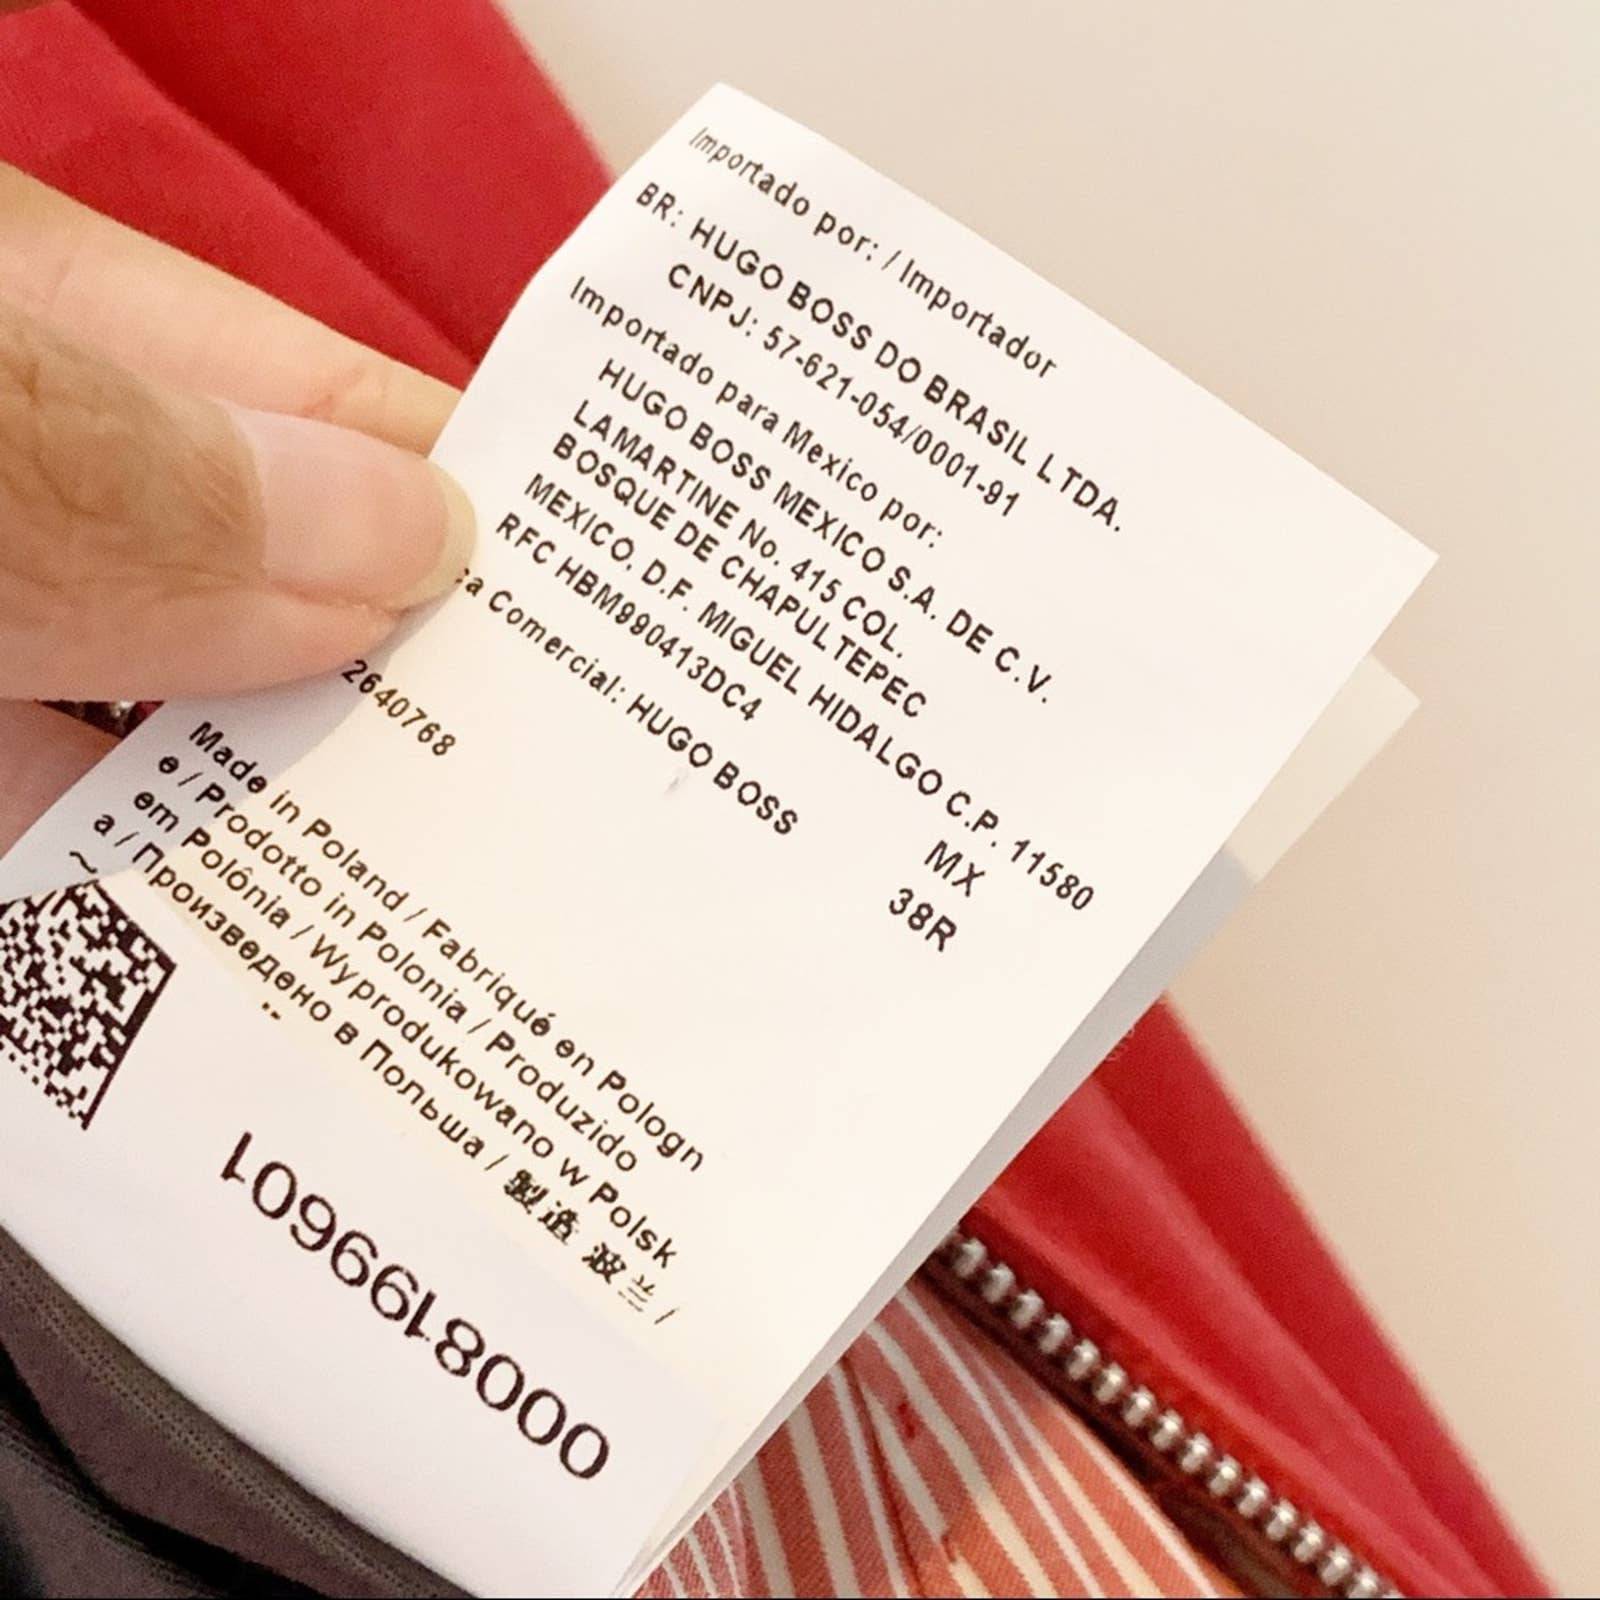 Importado por: / Importador
BR: HUGO BOSS DO BRASIL LTDA.
CNPJ: 57-621-054/0001-91
Importado para Mexico por:
HUGO BOSS MEXICO S.A. DE C.V.
LAMARTINE No. 415 COL.
BOSQUE DE CHAPULTEPEC
MEXICO, D.F. MIGUEL HIDALGO C.P. 11580
RFC HBM990413DC4
MX
ca Comercial: HUGO BOSS
38R
2640768
Made in Poland / Fabriqué en Pologn
e / Prodotto in Polonia / Produzido
em Polônia / Wyprodukowano w Polsk
a / Произведено в Польша / 製造 波兰 /
~
0008199601